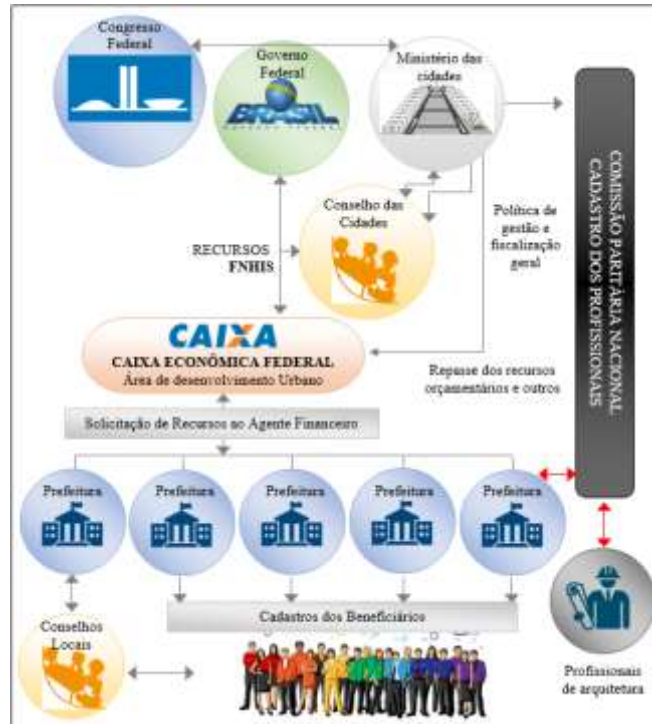 Congresso
Federal
Governo
Federal
BRASIL
GOVERNO FEDERAL
Ministério das
cidades
Conselho das
Cidades
Política de
gestão e
fiscalização
geral
RECURSOS
FNHIS
COMISSÃO PARITÁRIA NACIONAL
CADASTRO DOS PROFISSIONAIS
CAIXA
CAIXA ECONÔMICA FEDERAL
Área de desenvolvimento Urbano
Repasse dos recursos
orçamentários e outros
Solicitação de Recursos ao Agente Financeiro
Prefeitura
Prefeitura
Prefeitura
Prefeitura
Prefeitura
Cadastros dos Beneficiários
Conselhos
Locais
Profissionais
de arquitetura